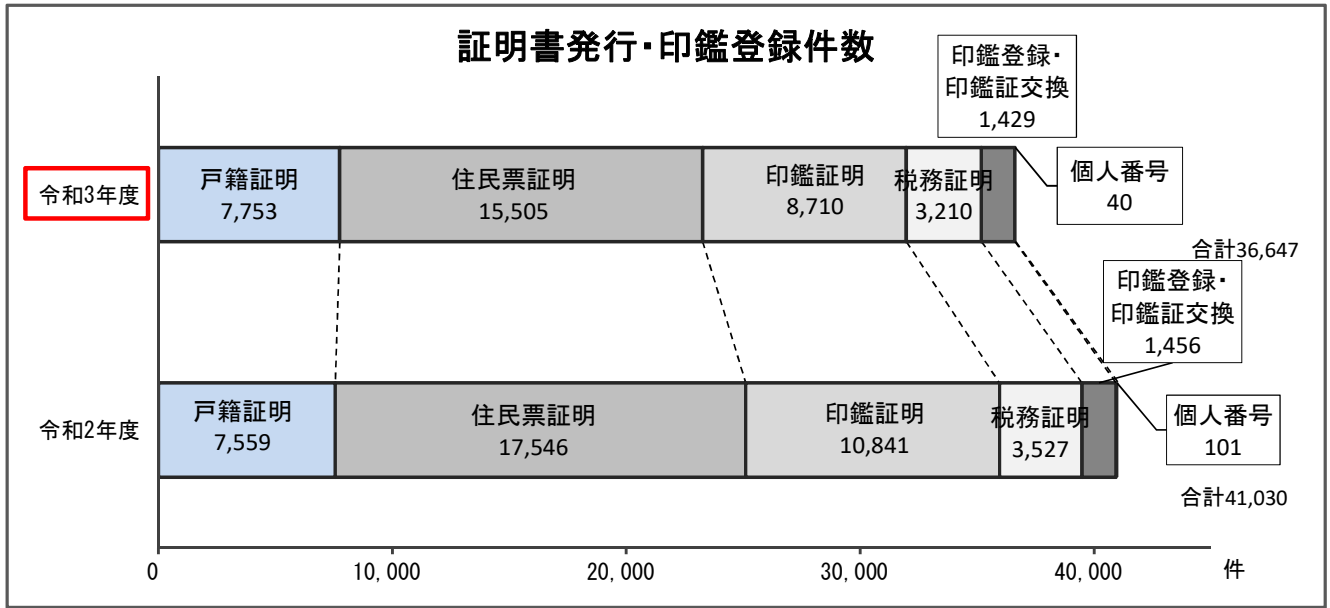 証明書発行・印鑑登録件数
印鑑登録・
印鑑証交換
1,429
令和3年度
戸籍証明
7,753
住民票証明
15,505
印鑑証明
8,710
税務証明
3,210
個人番号
40
合計36,647
印鑑登録・
印鑑証交換
1,456
令和2年度
戸籍証明
7,559
住民票証明
17,546
印鑑証明
10,841
税務証明
3,527
個人番号
101
合計41,030
0
10,000
20,000
30,000
40,000
件